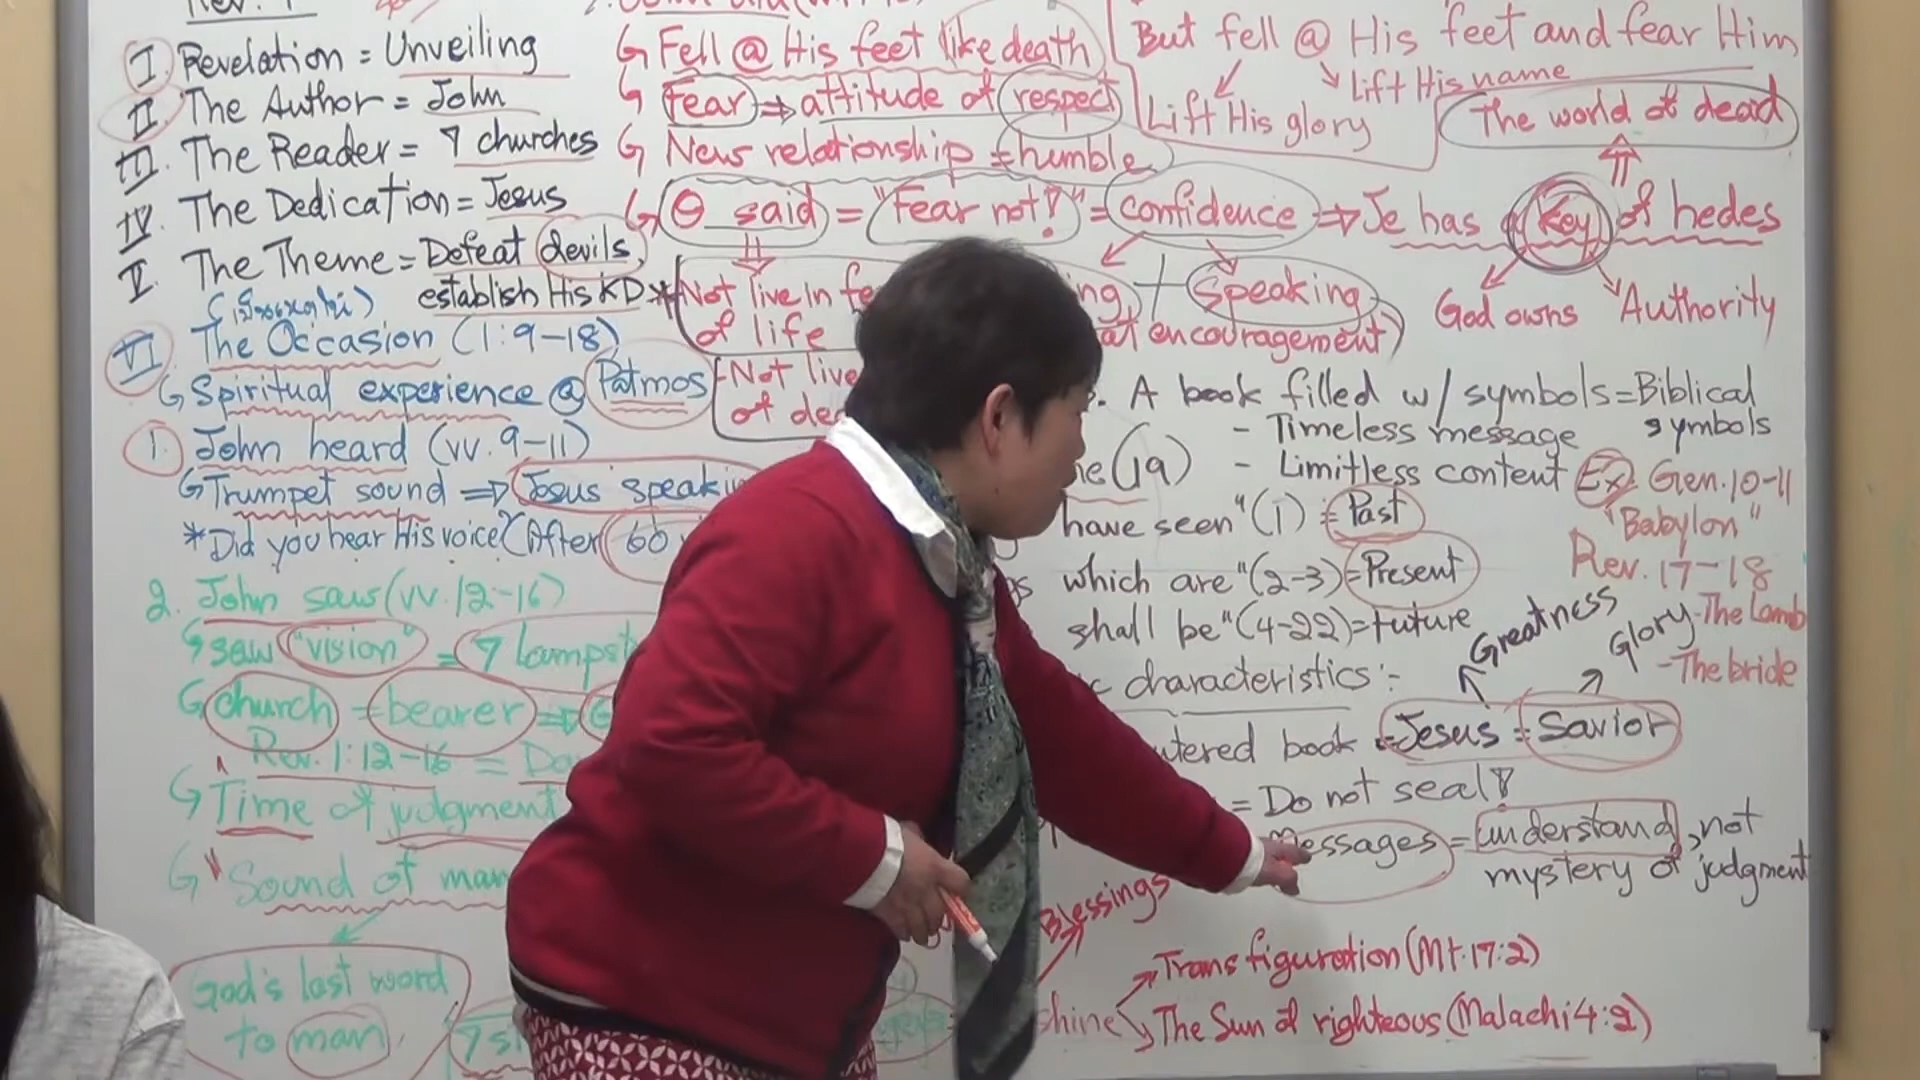 Rev. 1
I. Revelation = Unveiling
II. The Author = John
III. The Reader = 7 churches
IV. The Dedication = Jesus
V. The Theme = Defeat devils,
establish His KD
VI The Occasion (1:9-18)
Spiritual experience @ Patmos
1. John heard (vv. 9-11)
Trumpet sound ⇒ Jesus speaki
*Did you hear His voice? (After 60
2. John saw (vv. 12-16)
saw "vision" = 7 Lampst
church = bearer ⇒
Rev. 1:12-16 =
Time of judgment
Sound of man
God's last word
to man,
Fell @ His feet like death
Fear ⇒ attitude of respect
New relationship = humble
Θ said = "Fear not!" = confidence ⇒ Je has a Key of hedes
Not live in fe
of life
ng + Speaking
at encouragement)
Not live
of de
But fell @ His feet and fear Him
Lift His name
Lift His glory
The world of dead
God owns
Authority
A book filled w/ symbols = Biblical
symbols
- Timeless message
(19) - Limitless content
Ex) Gen. 10-11
"Babylon"
Rev. 17-18
-The Lamb
-The bride
have seen" (1) = Past
which are" (2-3) = Present
shall be" (4-22) = Future
Greatness
Glory
c characteristics:-
ntered book = Jesus = Savior
= Do not seal!
Messages = understand, not
mystery of judgment
Blessings
Transfiguration (Mt. 17:2)
shine
The Sun of righteous (Malachi 4:2)